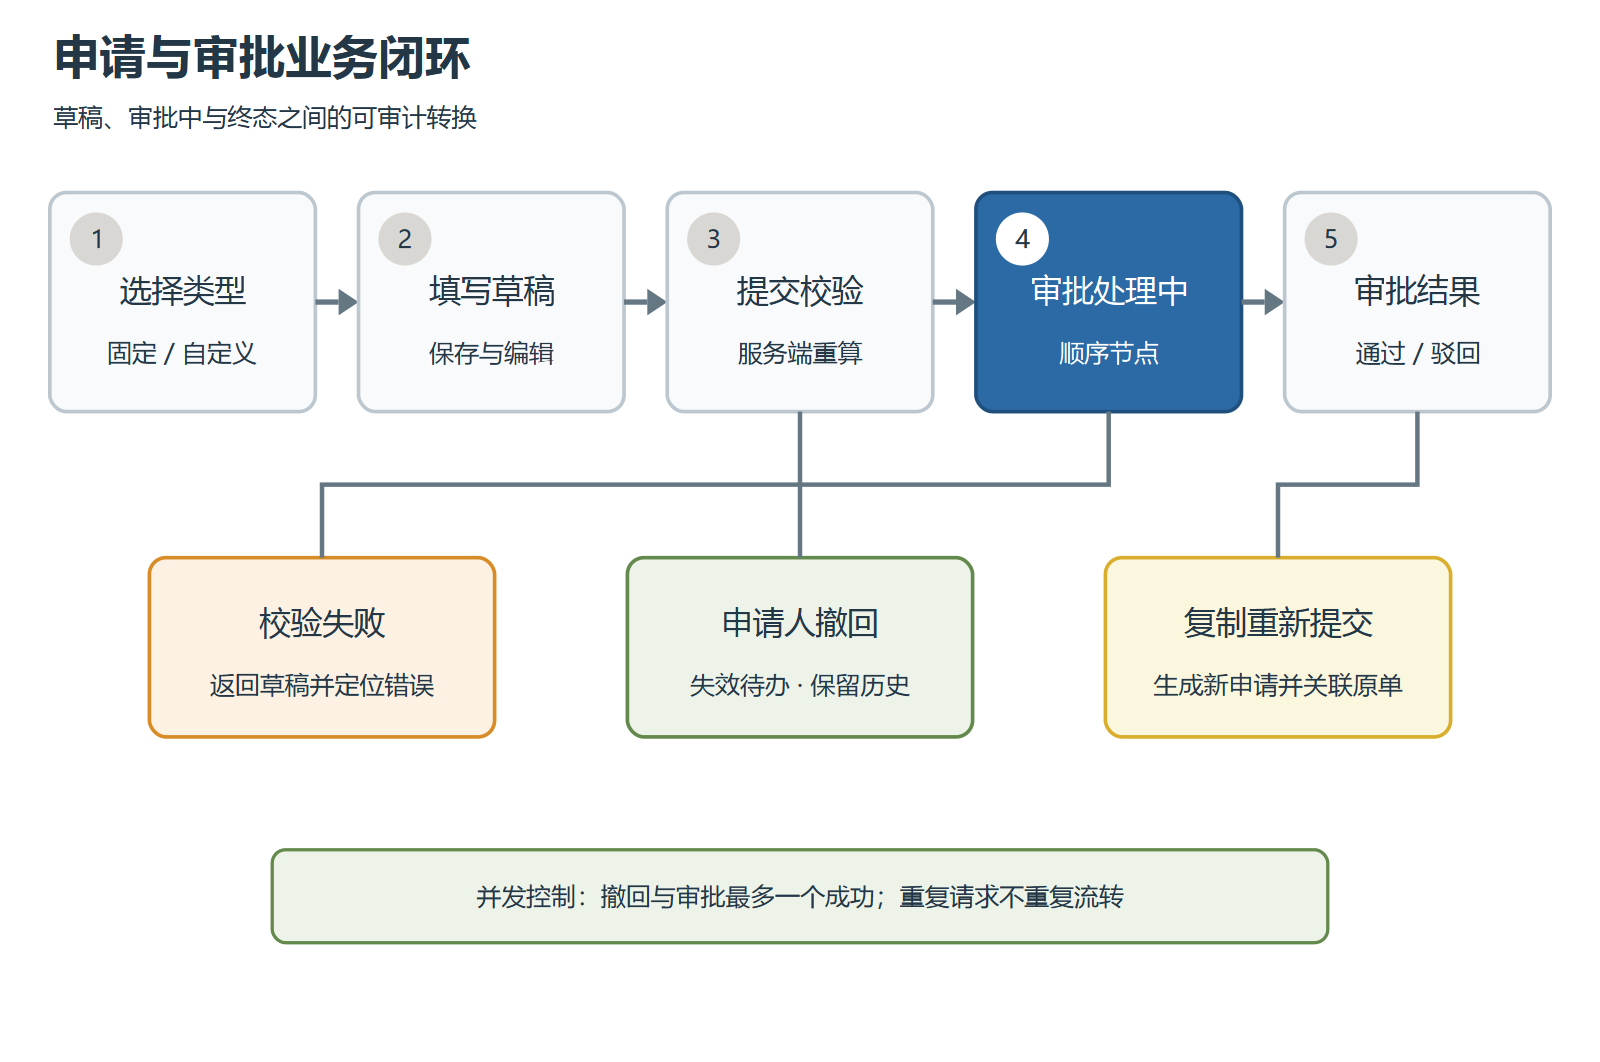 申请与审批业务闭环
草稿、审批中与终态之间的可审计转换
1
选择类型
固定 / 自定义
2
填写草稿
保存与编辑
3
提交校验
服务端重算
4
审批处理中
顺序节点
5
审批结果
通过 / 驳回
校验失败
返回草稿并定位错误
申请人撤回
失效待办 · 保留历史
复制重新提交
生成新申请并关联原单
并发控制：撤回与审批最多一个成功；重复请求不重复流转